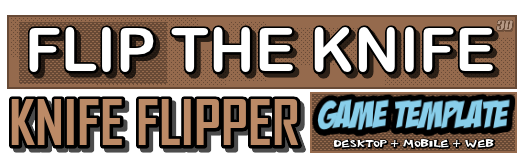 FLIP THE KNIFE 3D
KNIFE FLIPPER
GAME TEMPLATE
DESKTOP + MOBILE + WEB